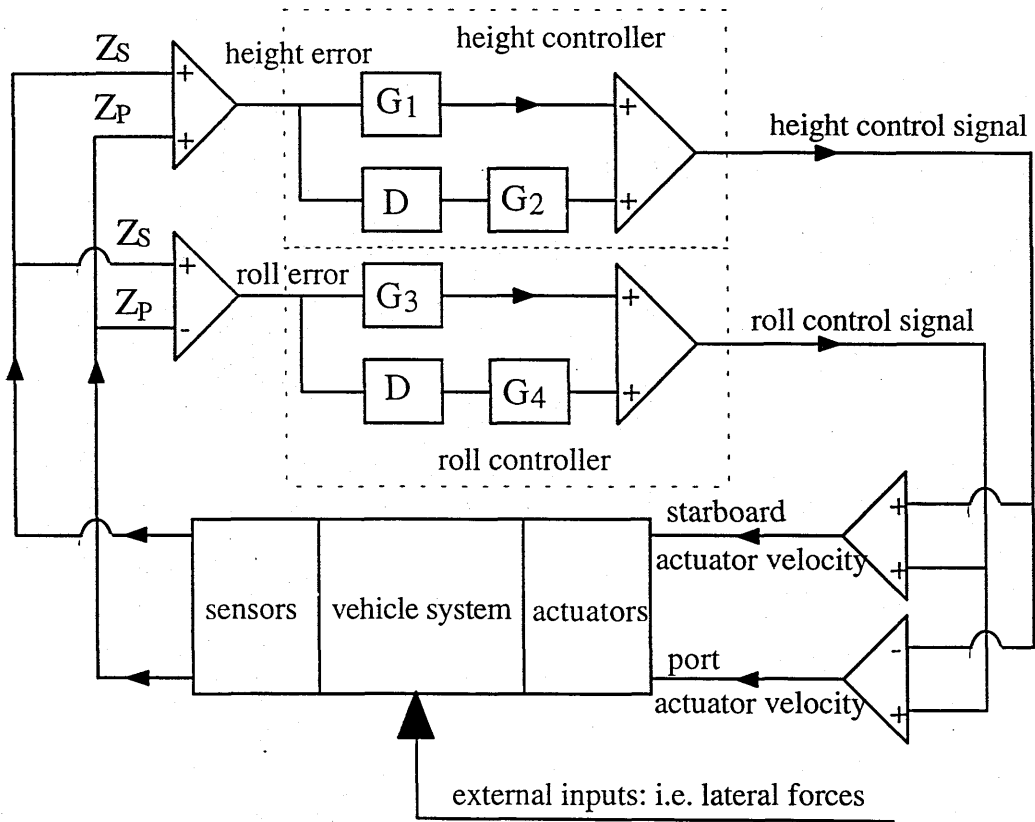 height controller
ZS
height error
+
G1
+
ZP
height control signal
+
D
G2
+
ZS
+
roll error
G3
+
ZP
roll control signal
-
D
G4
+
roll controller
starboard
+
actuator velocity
+
sensors
vehicle system
actuators
-
port
actuator velocity
+
external inputs: i.e. lateral forces